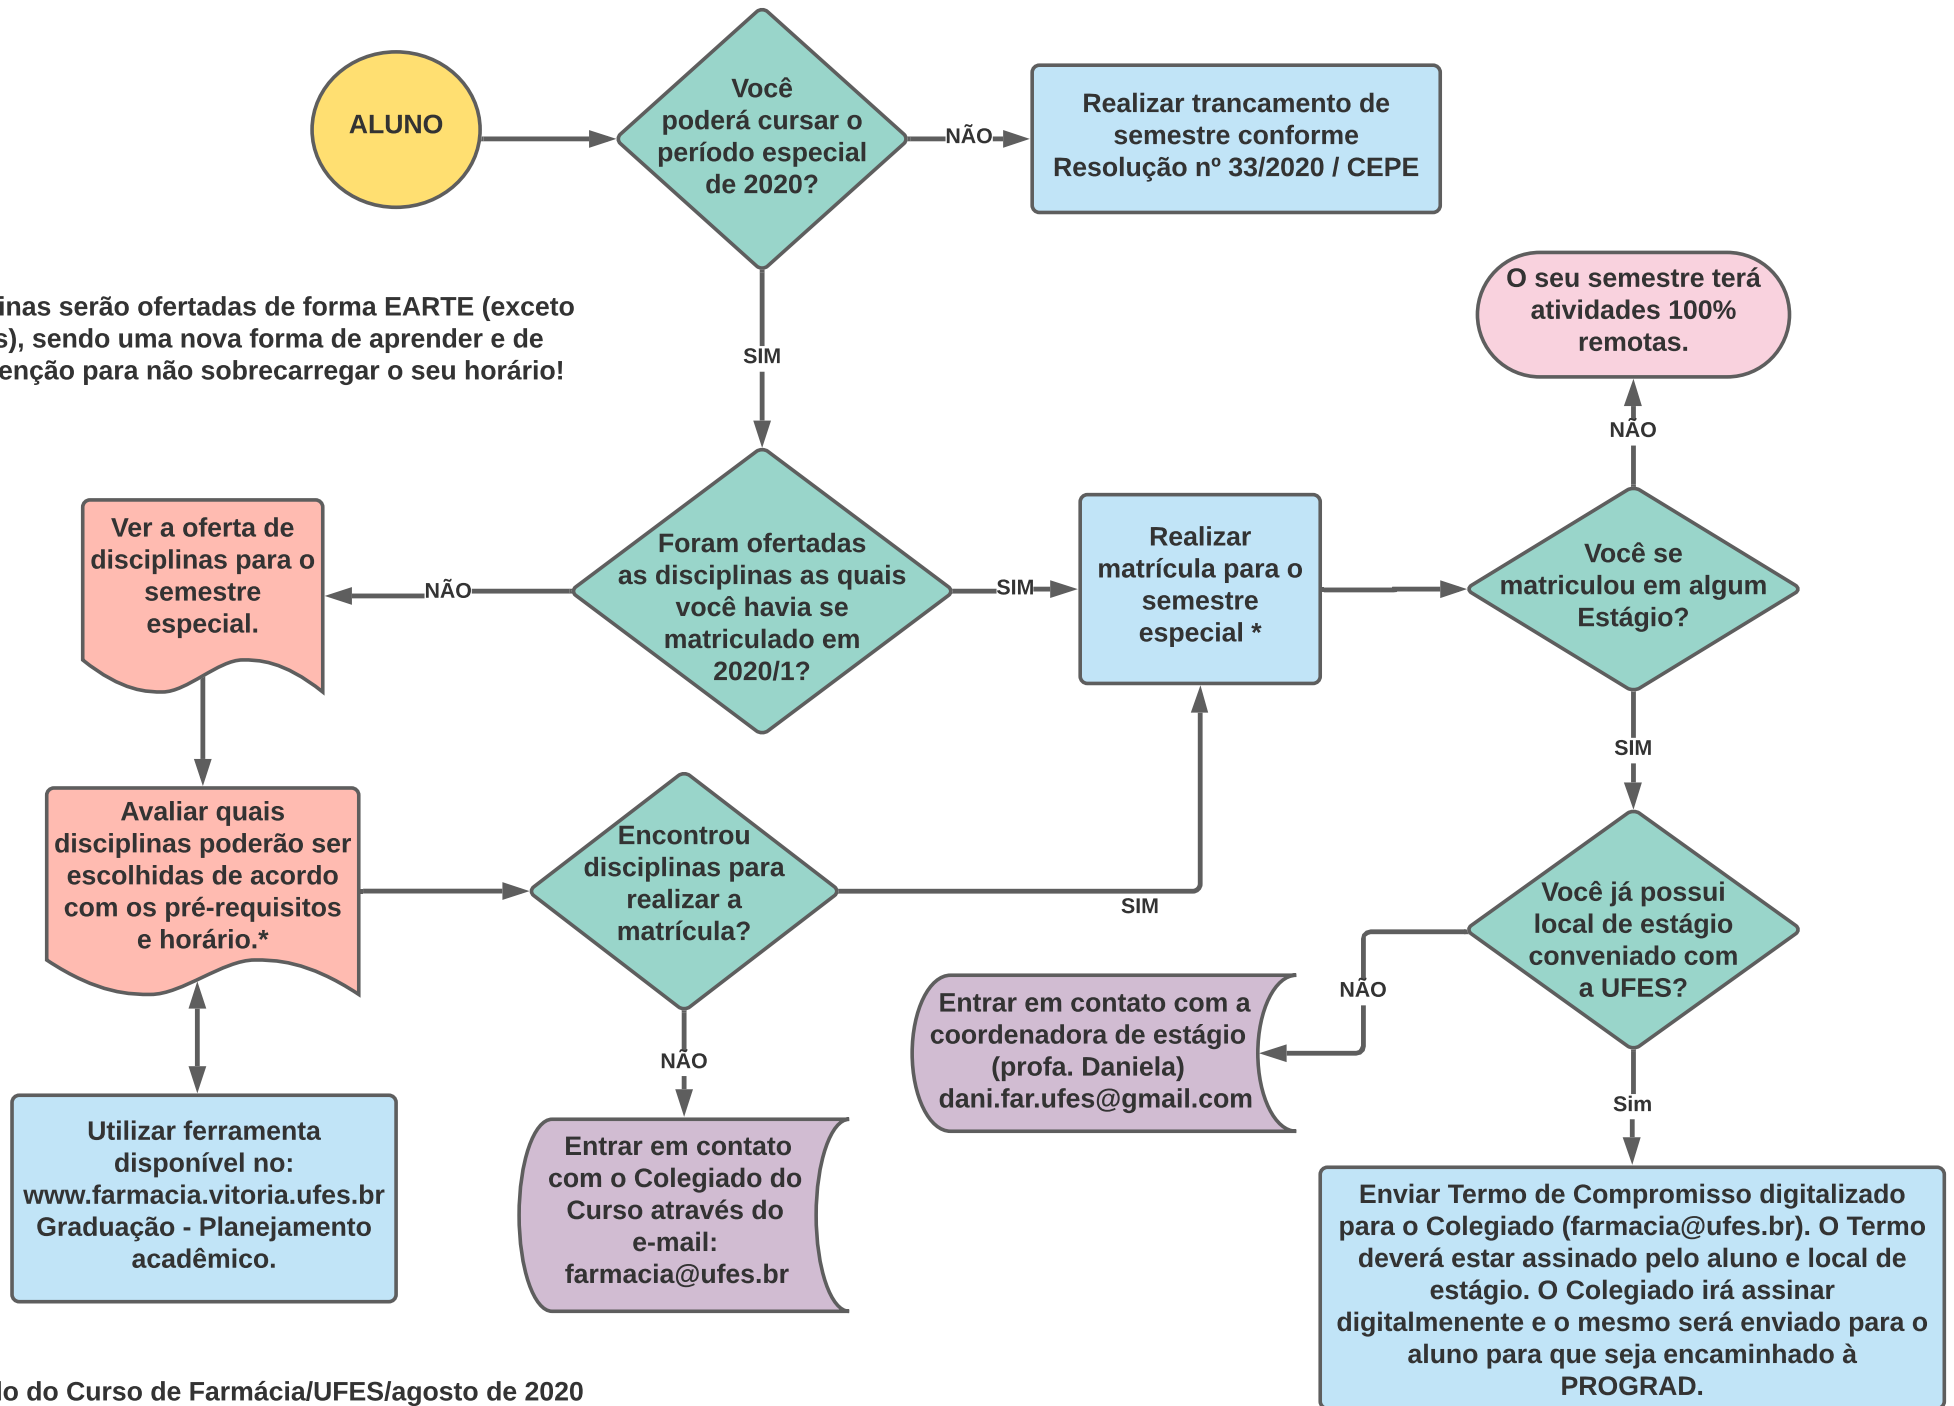 ALUNO
Você
poderá cursar o
período especial
de 2020?
NÃO
Realizar trancamento de
semestre conforme
Resolução nº 33/2020 / CEPE
O seu semestre terá
atividades 100%
remotas.
serão ofertadas de forma EARTE (exceto
sendo uma nova forma de aprender e de
para não sobrecarregar o seu horário!
SIM
NÃO
Ver a oferta de
disciplinas para o
semestre
especial.
NÃO
Foram ofertadas
as disciplinas as quais
você havia se
matriculado em
2020/1?
SIM
Realizar
matrícula para o
semestre
especial *
Você se
matriculou em algum
Estágio?
SIM
Avaliar quais
disciplinas poderão ser
escolhidas de acordo
com os pré-requisitos
e horário.*
Encontrou
disciplinas para
realizar a
matrícula?
SIM
Você já possui
local de estágio
conveniado com
a UFES?
NÃO
Entrar em contato com a
coordenadora de estágio
(profa. Daniela)
dani.far.ufes@gmail.com
NÃO
Sim
Utilizar ferramenta
disponível no:
www.farmacia.vitoria.ufes.br
Graduação - Planejamento
acadêmico.
Entrar em contato
com o Colegiado do
Curso através do
e-mail:
farmacia@ufes.br
Enviar Termo de Compromisso digitalizado
para o Colegiado (farmacia@ufes.br). O Termo
deverá estar assinado pelo aluno e local de
estágio. O Colegiado irá assinar
digitalmenente e o mesmo será enviado para o
aluno para que seja encaminhado à
PROGRAD.
do Curso de Farmácia/UFES/agosto de 2020